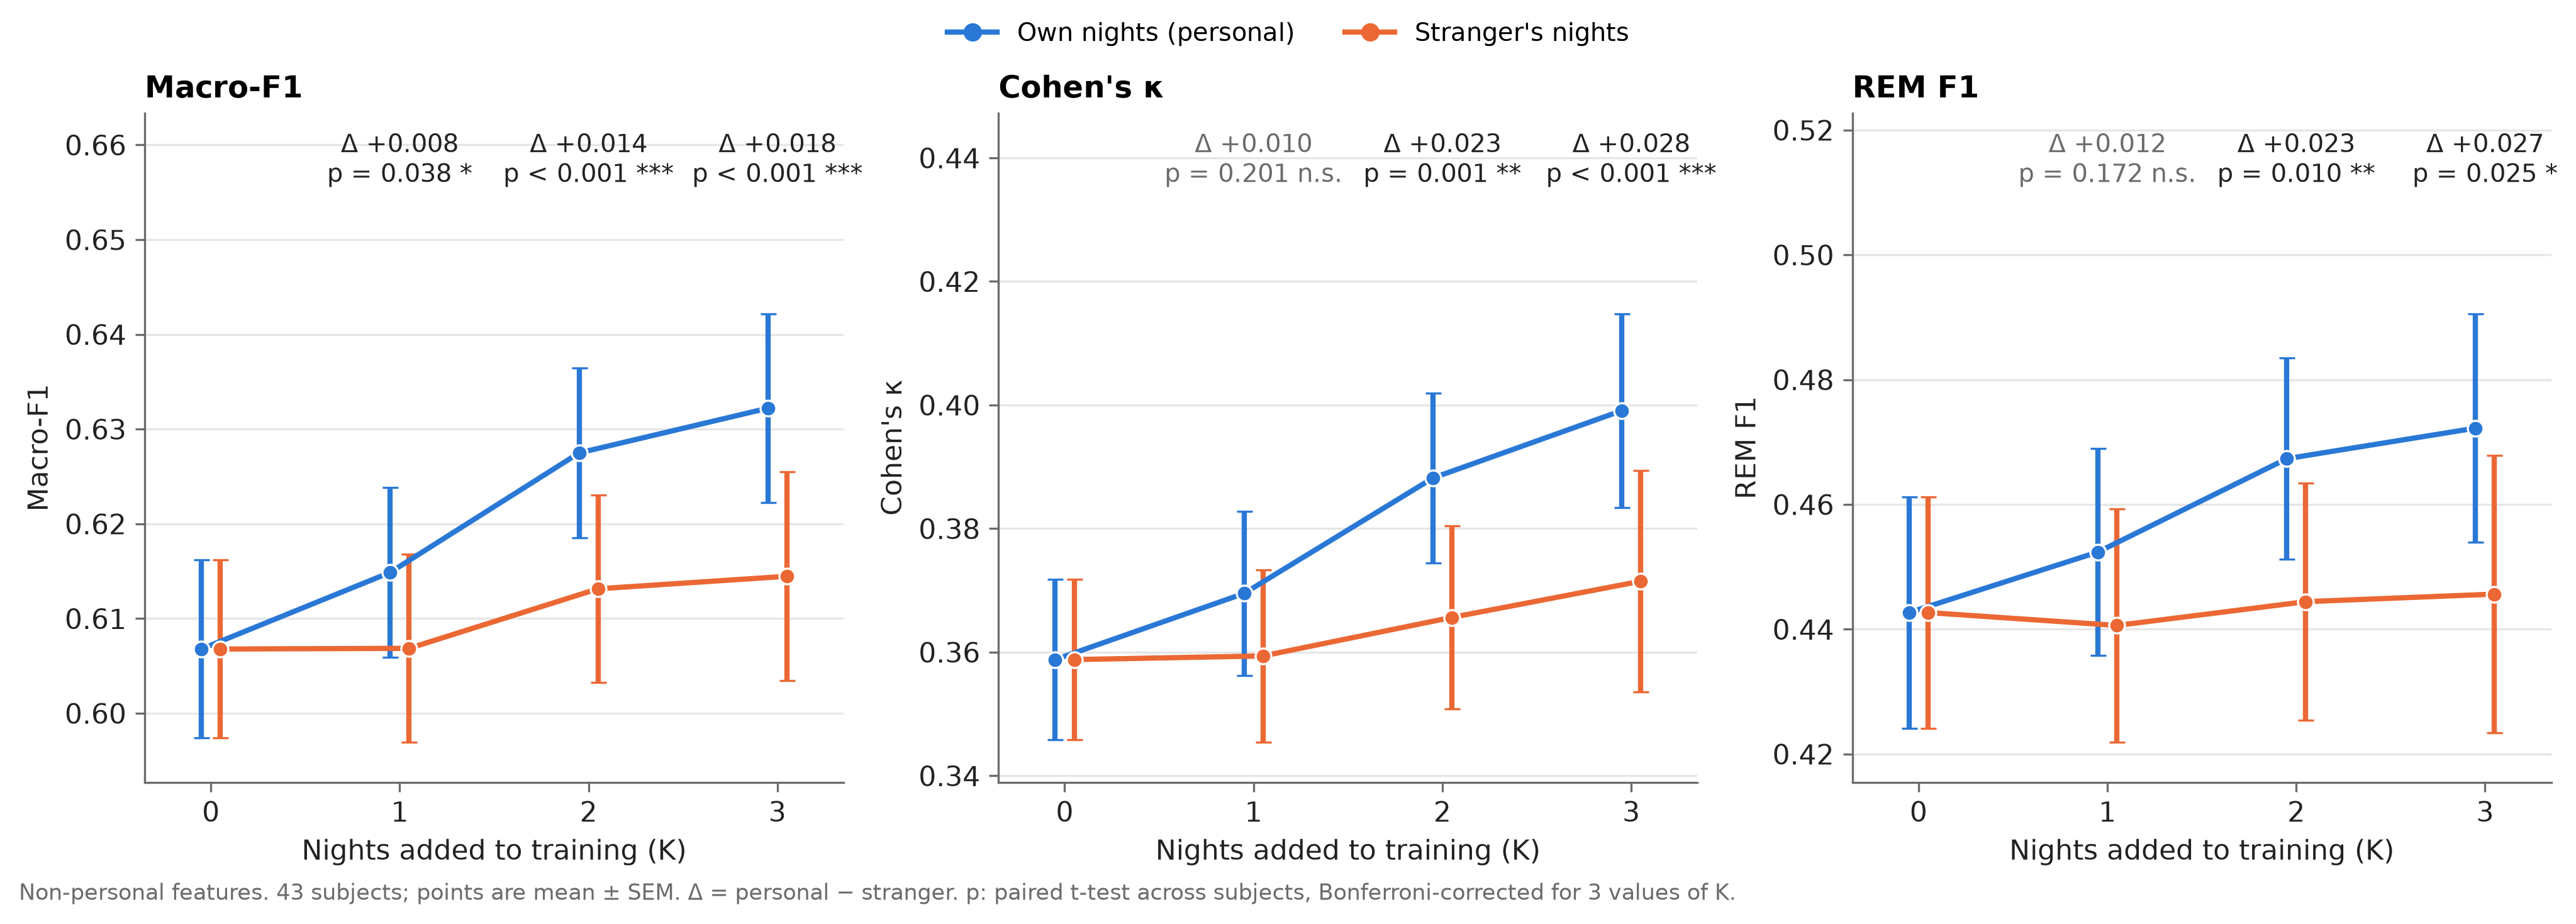 Own nights (personal)
Stranger's nights
Macro-F1
Δ +0.008
p = 0.038 *
Δ +0.014
p < 0.001 ***
Δ +0.018
p < 0.001 ***
0.66
0.65
0.64
0.63
0.62
0.61
0.60
Macro-F1
0
1
2
3
Nights added to training (K)
Cohen's κ
Δ +0.010
p = 0.201 n.s.
Δ +0.023
p = 0.001 **
Δ +0.028
p < 0.001 ***
0.44
0.42
0.40
0.38
0.36
0.34
Cohen's κ
0
1
2
3
Nights added to training (K)
REM F1
Δ +0.012
p = 0.172 n.s.
Δ +0.023
p = 0.010 **
Δ +0.027
p = 0.025 *
0.52
0.50
0.48
0.46
0.44
0.42
REM F1
0
1
2
3
Nights added to training (K)
Non-personal features. 43 subjects; points are mean ± SEM. Δ = personal − stranger. p: paired t-test across subjects, Bonferroni-corrected for 3 values of K.